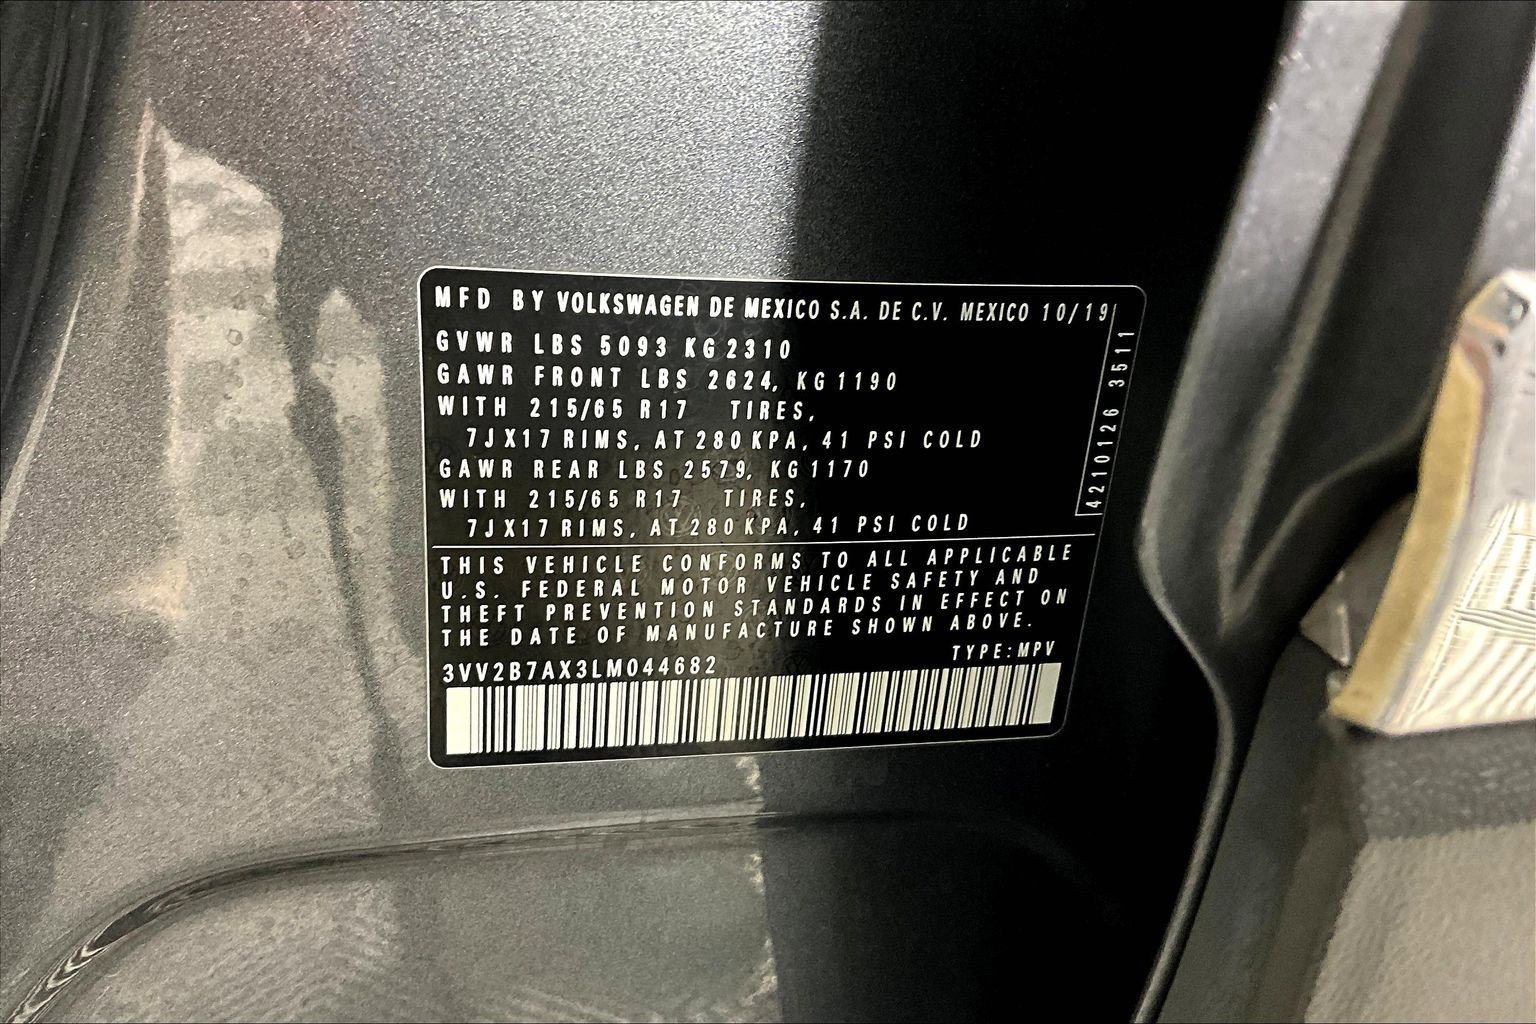 MFD BY VOLKSWAGEN DE MEXICO S.A. DE C.V. MEXICO 10/19
GVWR LBS 5093 KG 2310
GAWR FRONT LBS 2624, KG 1190
WITH 215/65 R17 TIRES,
7JX17 RIMS, AT 280 KPA, 41 PSI COLD
GAWR REAR LBS 2579, KG 1170
WITH 215/65 R17 TIRES,
7JX17 RIMS, AT 280 KPA, 41 PSI COLD
4210126 3511
THIS VEHICLE CONFORMS TO ALL APPLICABLE
U.S. FEDERAL MOTOR VEHICLE SAFETY AND
THEFT PREVENTION STANDARDS IN EFFECT ON
THE DATE OF MANUFACTURE SHOWN ABOVE.
TYPE:MPV
3VV2B7AX3LM044682